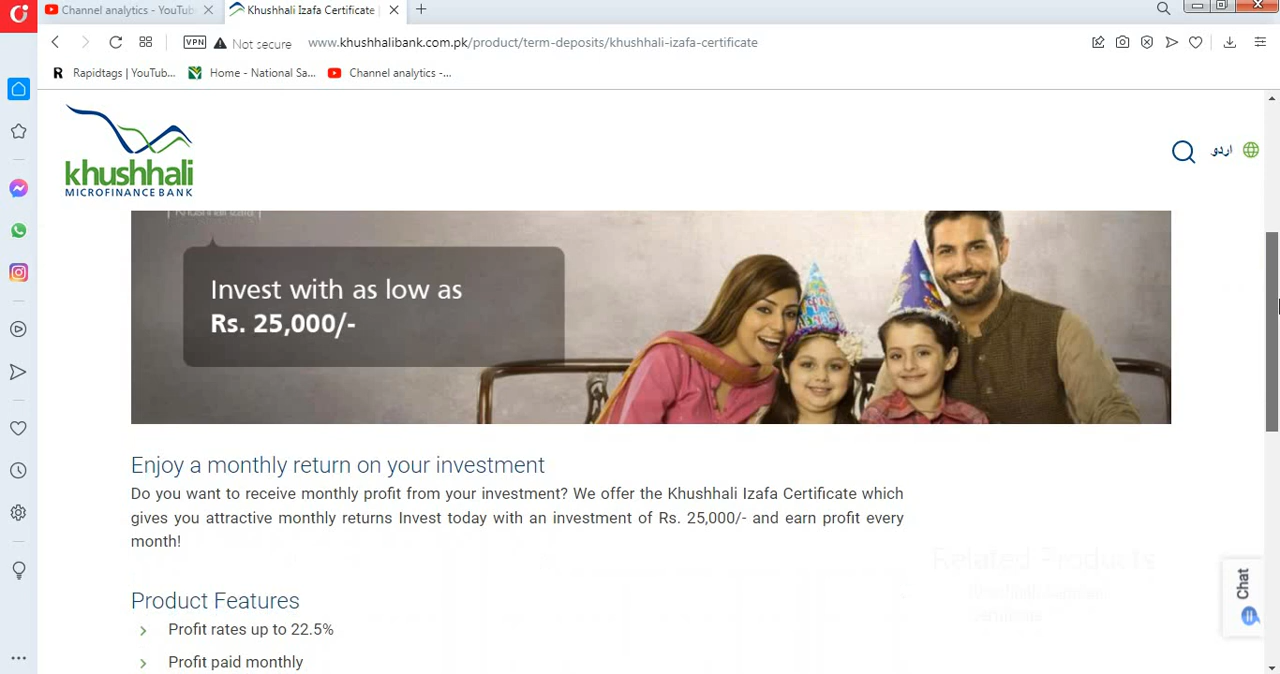 Channel analytics - YouTub
Khushhali Izafa Certificate
VPN
Not secure
www.khushhalibank.com.pk/product/term-deposits/khushhali-izafa-certificate
R Rapidtags | YouTub...
Home - National Sa...
Channel analytics -...
khushhali
MICROFINANCE BANK
اردو
Invest with as low as
Rs. 25,000/-
Enjoy a monthly return on your investment
Do you want to receive monthly profit from your investment? We offer the Khushhali Izafa Certificate which
gives you attractive monthly returns Invest today with an investment of Rs. 25,000/- and earn profit every
month!
Related Products
Chat
Product Features
Profit rates up to 22.5%
Profit paid monthly